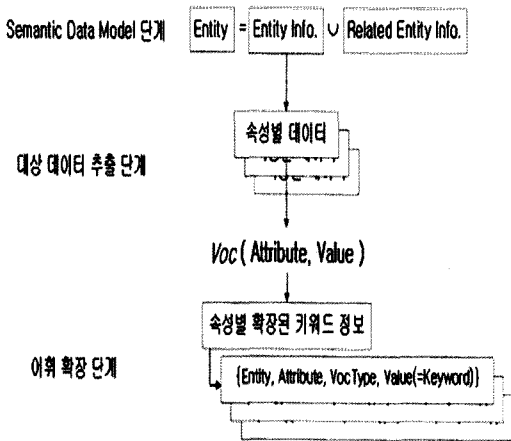 Semantic Data Model 단계 Entity = Entity Info. ∪ Related Entity Info.
속성별 데이터
대상 데이터 추출 단계
Voc ( Attribute, Value )
속성별 확장된 키워드 정보
어휘 확장 단계 {Entity, Attribute, VocType, Value(=Keyword)}